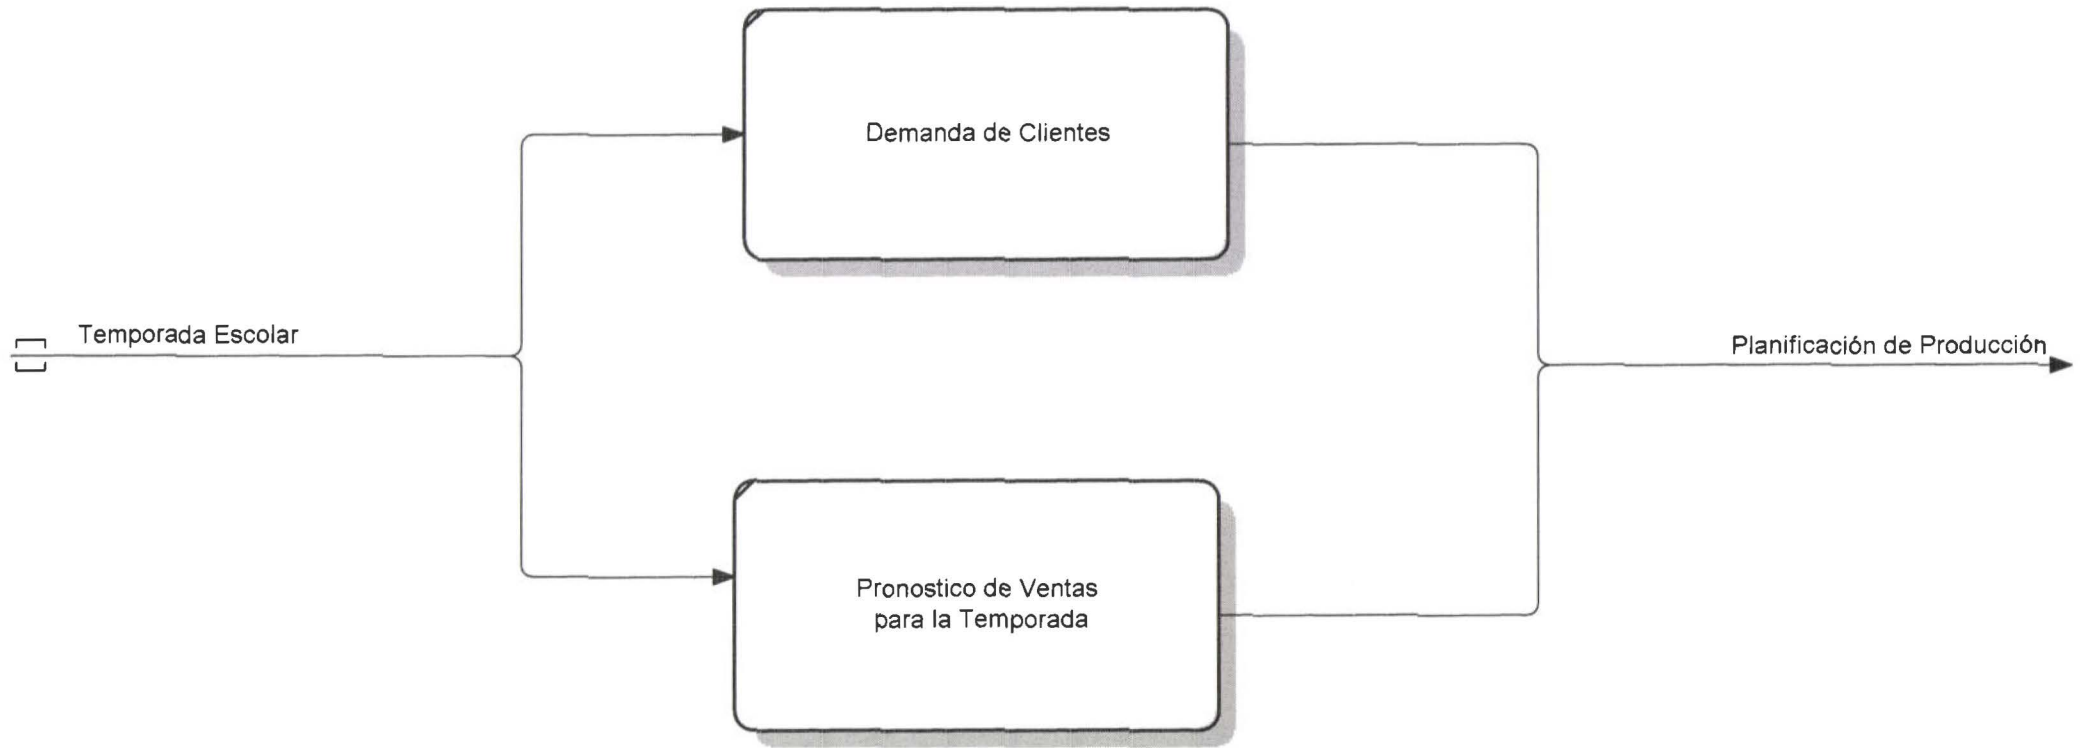 Demanda de Clientes
Temporada Escolar
Planificación de Producción
Pronostico de Ventas
para la Temporada